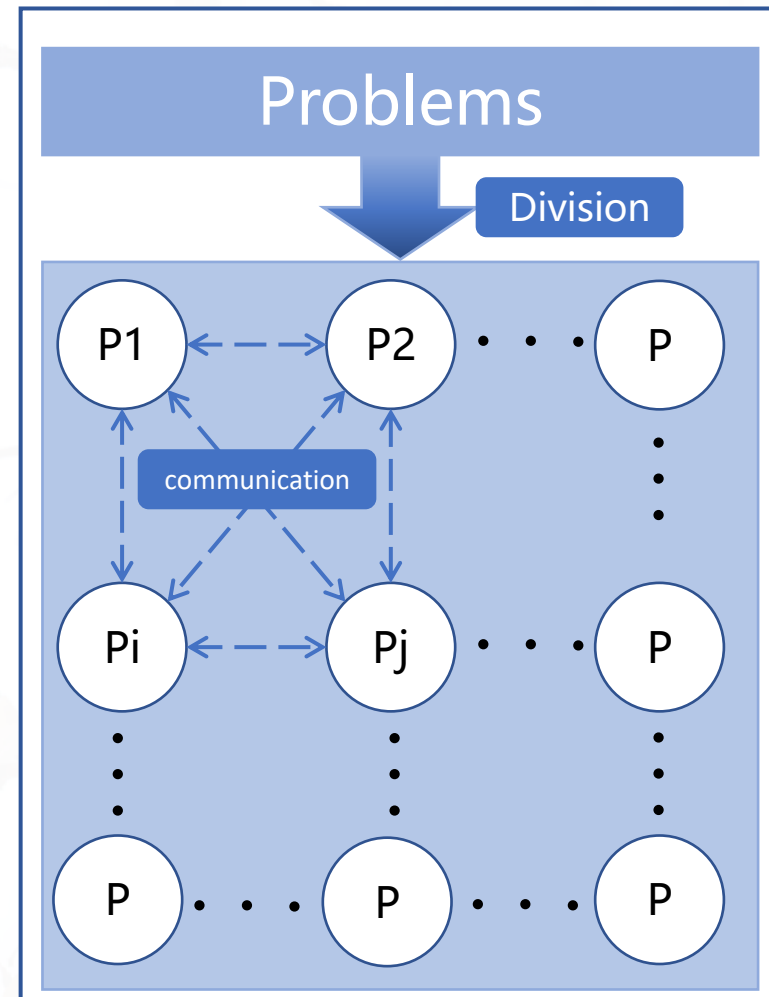 Problems
Division
P1 P2 P
communication
Pi Pj P
P P P